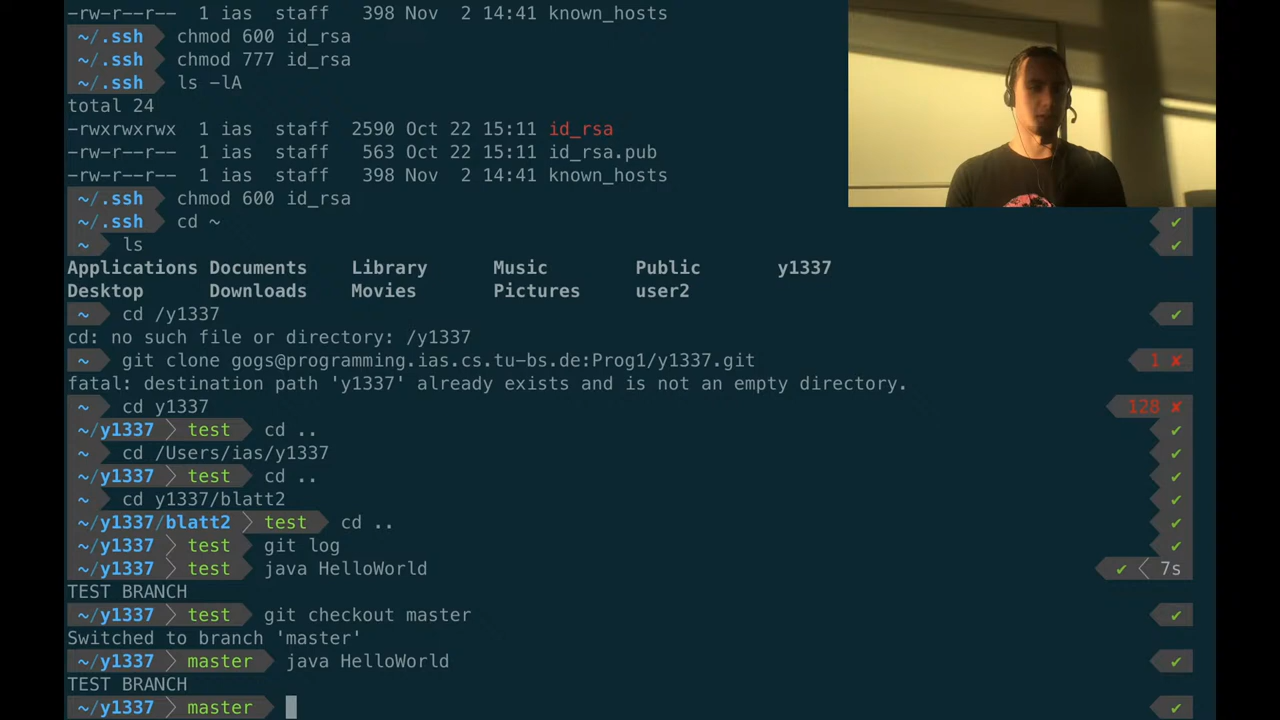 -rw-r--r-- 1 ias staff 398 Nov 2 14:41 known_hosts
~/.ssh chmod 600 id_rsa
~/.ssh chmod 777 id_rsa
~/.ssh ls -lA
total 24
-rwxrwxrwx 1 ias staff 2590 Oct 22 15:11 id_rsa
-rw-r--r-- 1 ias staff 563 Oct 22 15:11 id_rsa.pub
-rw-r--r-- 1 ias staff 398 Nov 2 14:41 known_hosts
~/.ssh chmod 600 id_rsa
~/.ssh cd ~ ✔
~ ls ✔
Applications Documents Library Music Public y1337
Desktop Downloads Movies Pictures user2
~ cd /y1337 ✔
cd: no such file or directory: /y1337
~ git clone gogs@programming.ias.cs.tu-bs.de:Prog1/y1337.git 1 ✘
fatal: destination path 'y1337' already exists and is not an empty directory.
~ cd y1337 128 ✘
~/y1337 test cd .. ✔
~ cd /Users/ias/y1337 ✔
~/y1337 test cd .. ✔
~ cd y1337/blatt2 ✔
~/y1337/blatt2 test cd .. ✔
~/y1337 test git log ✔
~/y1337 test java HelloWorld ✔ 7s
TEST BRANCH
~/y1337 test git checkout master ✔
Switched to branch 'master'
~/y1337 master java HelloWorld ✔
TEST BRANCH
~/y1337 master ✔